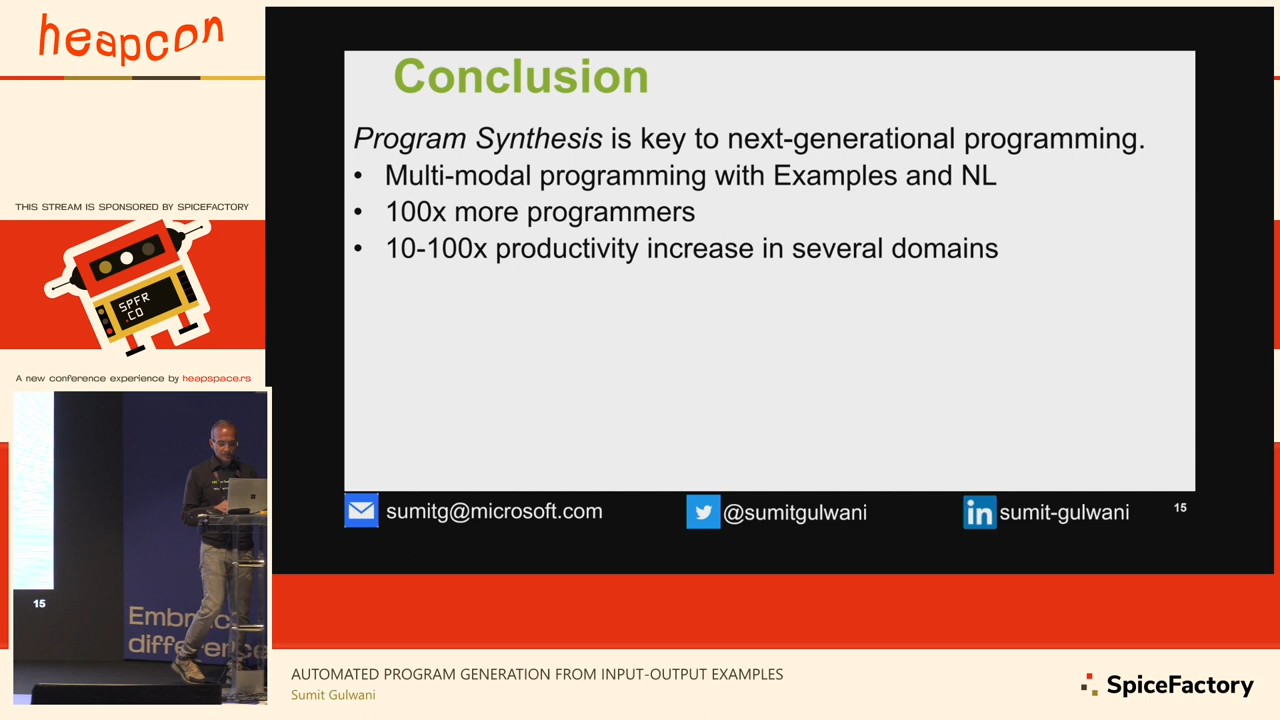 heapcon
THIS STREAM IS SPONSORED BY SPICEFACTORY
SPFR
.CO
A new conference experience by heapspace.rs
Conclusion
Program Synthesis is key to next-generational programming.
• Multi-modal programming with Examples and NL
• 100x more programmers
• 10-100x productivity increase in several domains
sumitg@microsoft.com
@sumitgulwani
in sumit-gulwani
15
15
AUTOMATED PROGRAM GENERATION FROM INPUT-OUTPUT EXAMPLES
Sumit Gulwani
SpiceFactory